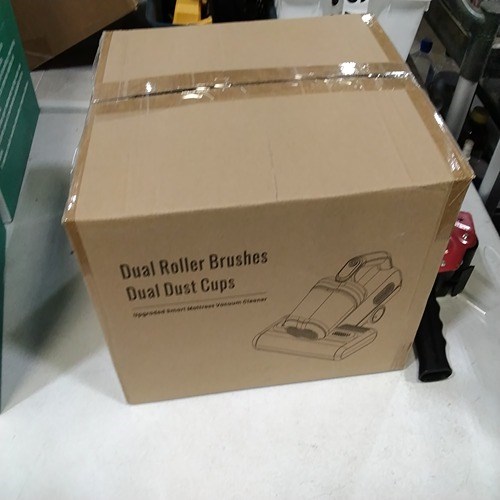 Dual Roller Brushes
Dual Dust Cups
Upgraded Smart Mattress Vacuum Cleaner